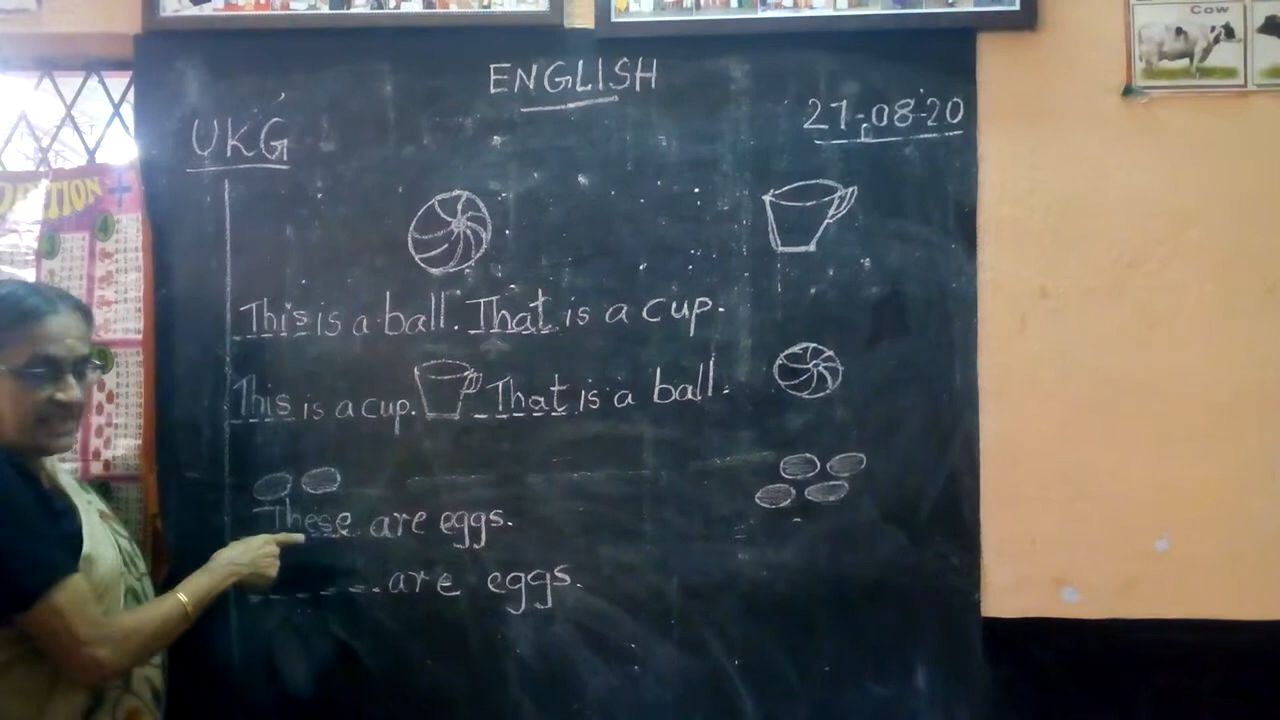 Cow
ENGLISH
27-08-20
UKG
This is a ball. That is a cup.
This is a cup. That is a ball.
These are eggs.
_ _ _ _ _ are eggs.